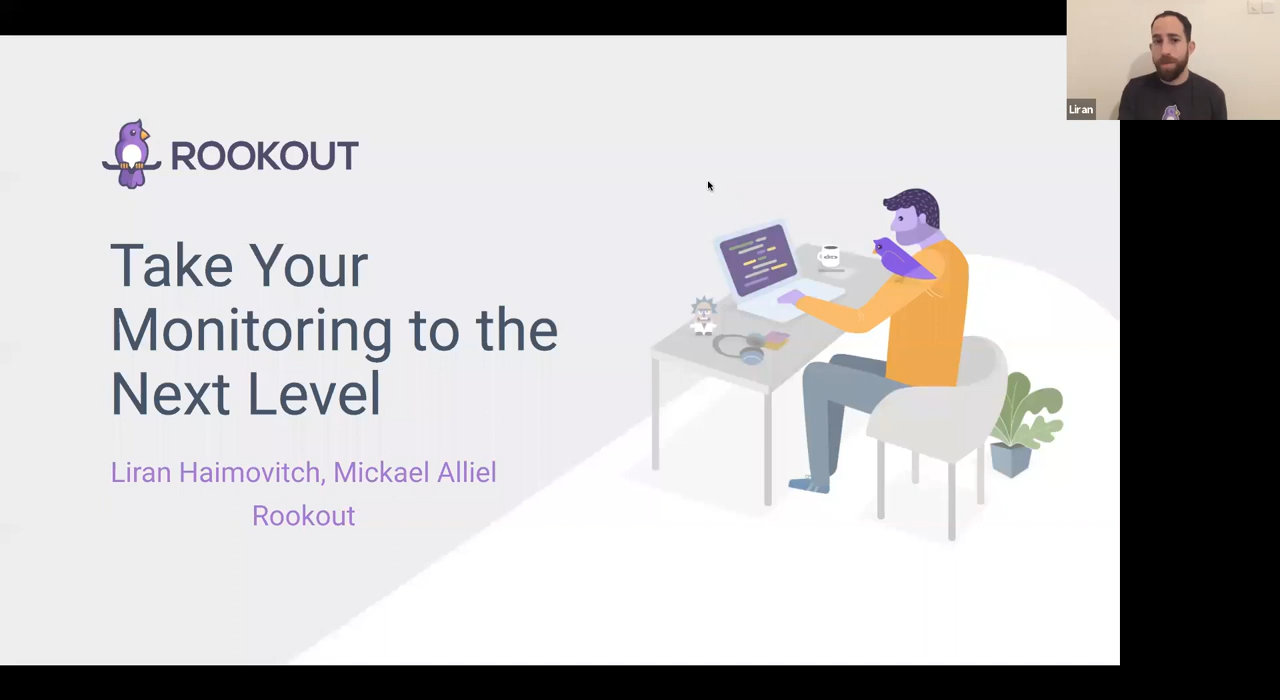 Liran
ROOKOUT
Take Your
Monitoring to the
Next Level
Liran Haimovitch, Mickael Alliel
Rookout